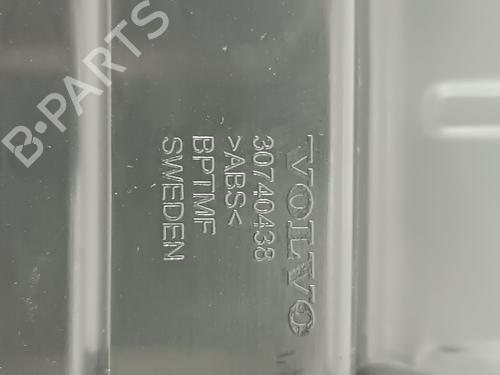 VOLVO
30740438
>ABS<
BPTMF
SWEDEN
B-PARTS